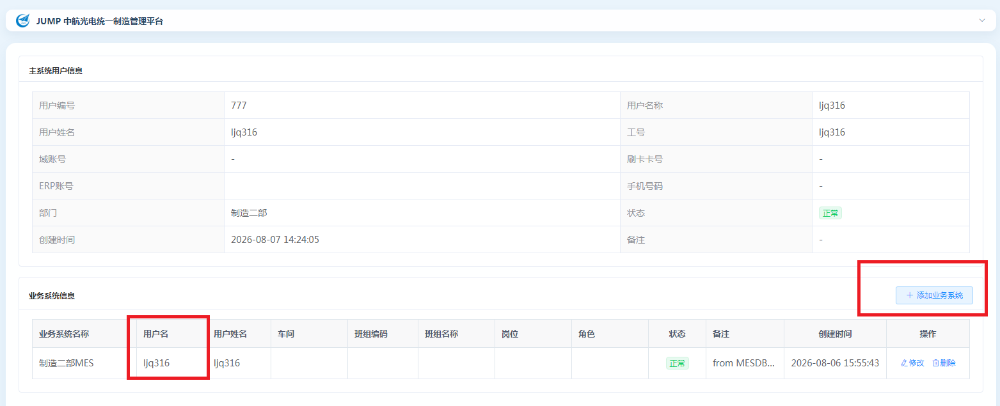 JUMP 中航光电统一制造管理平台
主系统用户信息
用户编号 777 用户名称 ljq316
用户姓名 ljq316 工号 ljq316
域账号 - 刷卡卡号 -
ERP账号 手机号码 -
部门 制造二部 状态 正常
创建时间 2026-08-07 14:24:05 备注 -
业务系统信息 + 添加业务系统
业务系统名称 用户名 用户姓名 车间 班组编码 班组名称 岗位 角色 状态 备注 创建时间 操作
制造二部MES ljq316 ljq316 正常 from MESDB... 2026-08-06 15:55:43 修改 删除